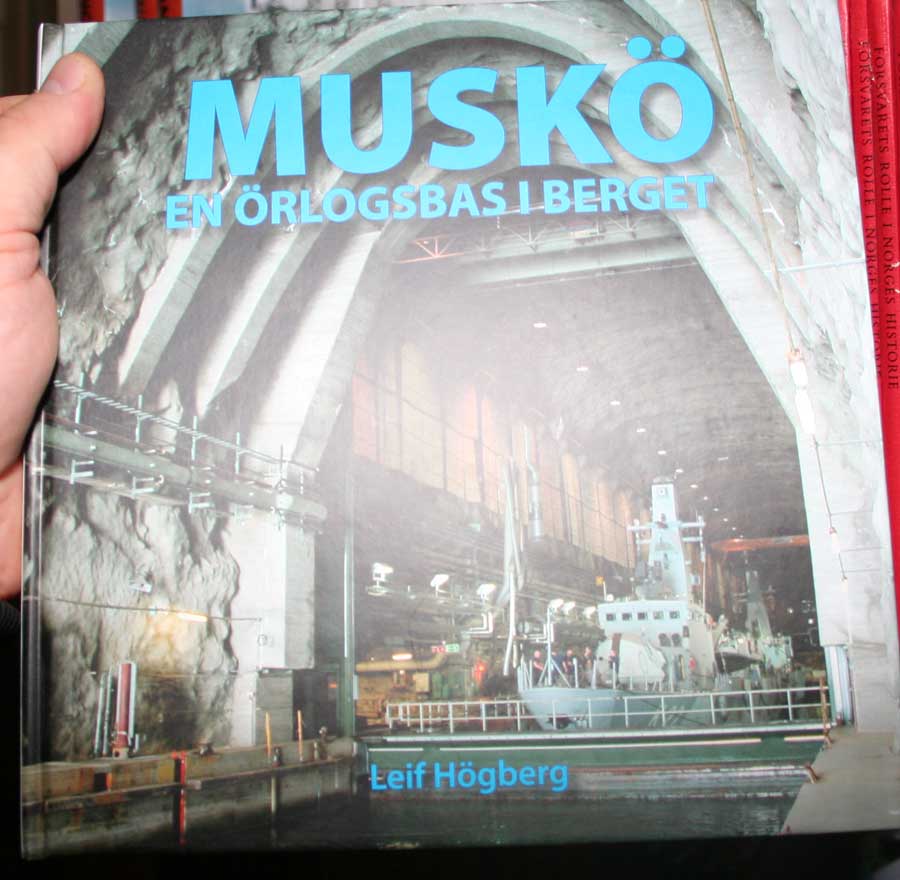 MUSKÖ
EN ÖRLOGSBAS I BERGET
Leif Högberg
FORSVARETS ROLLE I NORGES HISTORIE
FORSVARETS ROLLE I NORGES HISTORIE